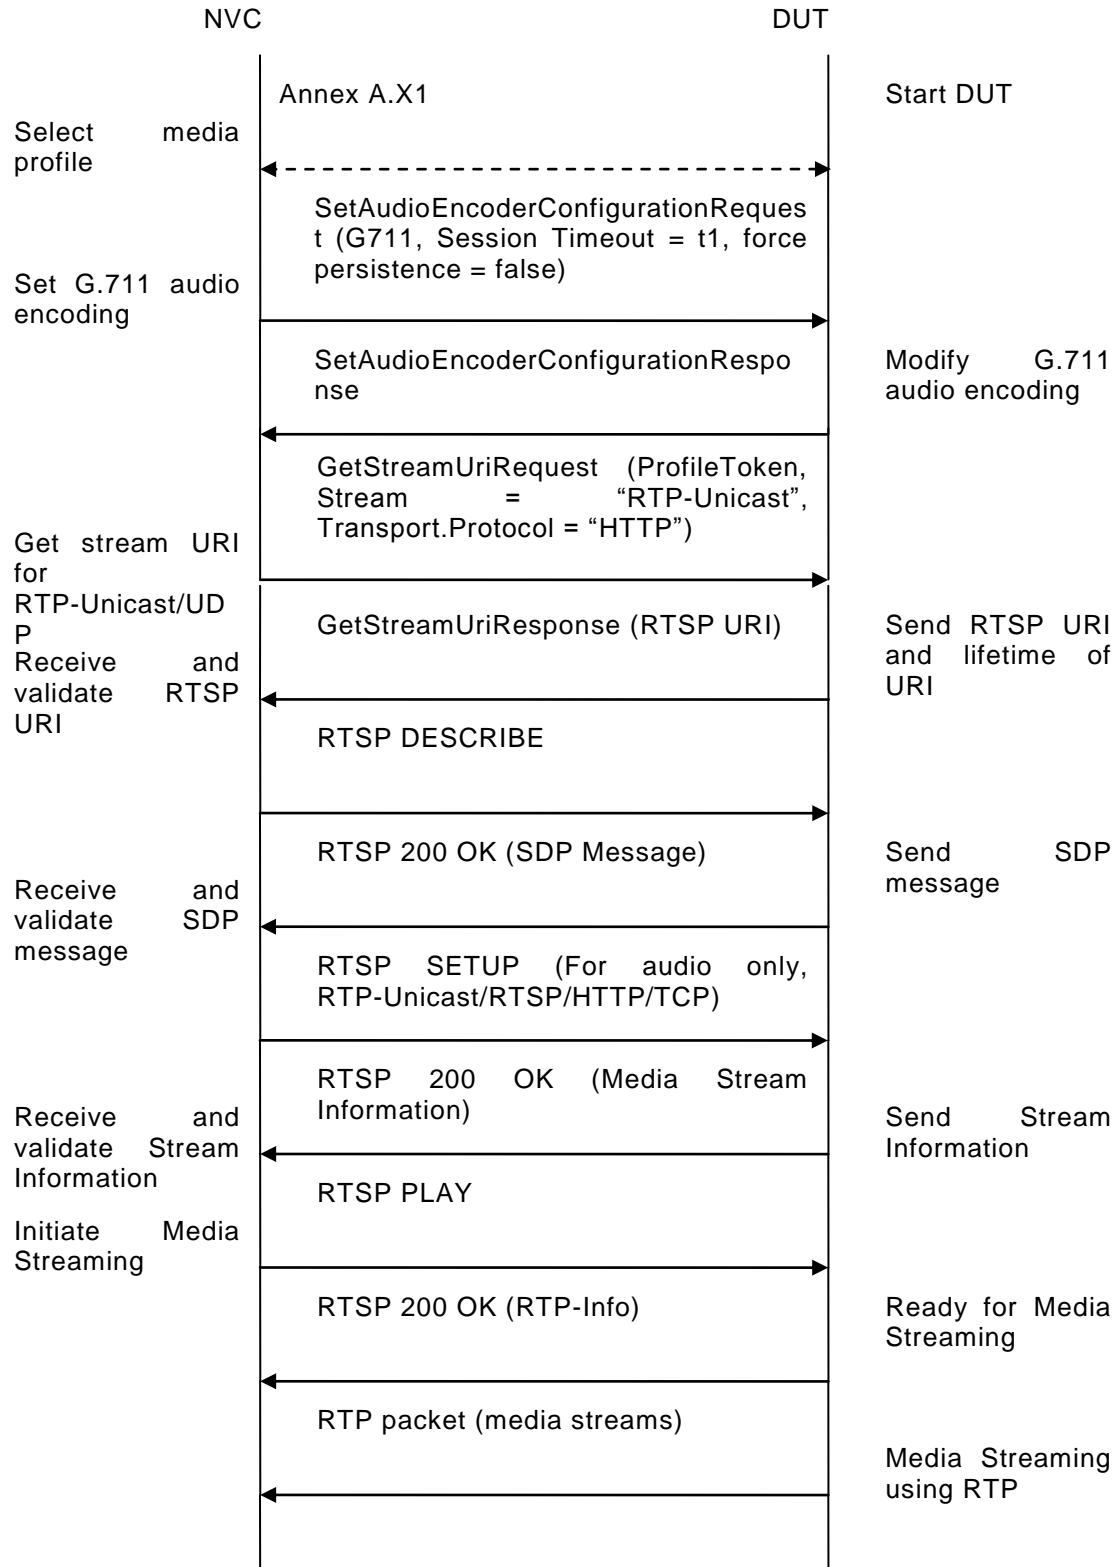 NVC DUT
Annex A.X1
Start DUT
Select media
profile
SetAudioEncoderConfigurationReques
t (G711, Session Timeout = t1, force
persistence = false)
Set G.711 audio
encoding
SetAudioEncoderConfigurationRespo
nse
Modify G.711
audio encoding
GetStreamUriRequest (ProfileToken,
Stream = “RTP-Unicast”,
Transport.Protocol = “HTTP”)
Get stream URI
for
RTP-Unicast/UD
P
GetStreamUriResponse (RTSP URI)
Send RTSP URI
and lifetime of
URI
Receive and
validate RTSP
URI
RTSP DESCRIBE
RTSP 200 OK (SDP Message)
Send SDP
message
Receive and
validate SDP
message
RTSP SETUP (For audio only,
RTP-Unicast/RTSP/HTTP/TCP)
RTSP 200 OK (Media Stream
Information)
Receive and
validate Stream
Information
Send Stream
Information
RTSP PLAY
Initiate Media
Streaming
RTSP 200 OK (RTP-Info)
Ready for Media
Streaming
RTP packet (media streams)
Media Streaming
using RTP